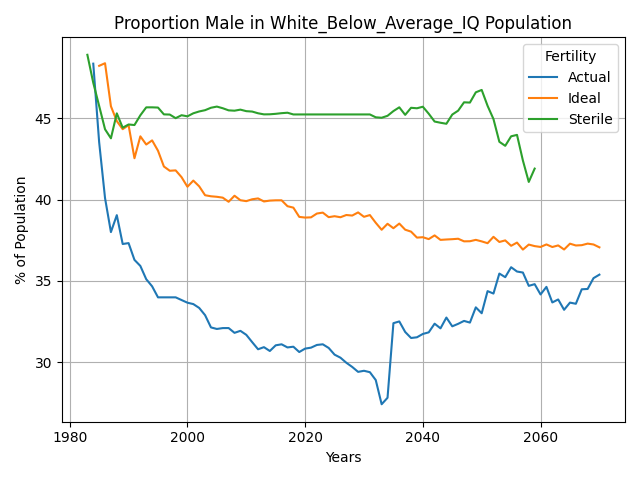 Proportion Male in White_Below_Average_IQ Population
Fertility
Actual
Ideal
Sterile
% of Population
45
40
35
30
1980
2000
2020
2040
2060
Years